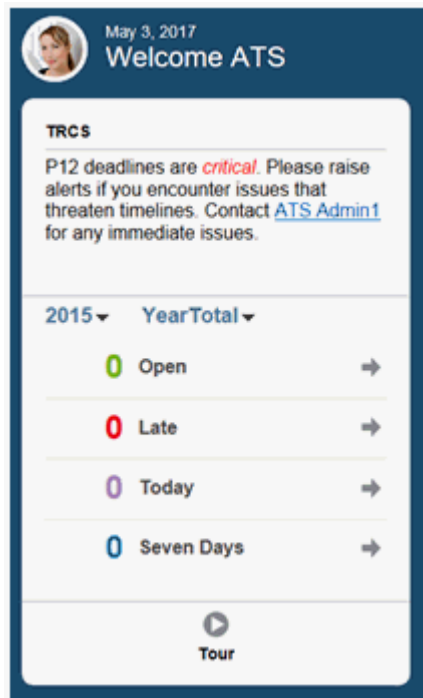 May 3, 2017
Welcome ATS
TRCS
P12 deadlines are critical. Please raise
alerts if you encounter issues that
threaten timelines. Contact ATS Admin1
for any immediate issues.
2015 YearTotal
0 Open
0 Late
0 Today
0 Seven Days
Tour